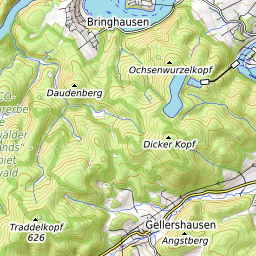 Bringhausen
Ochsenwurzelkopf
Daudenberg
Dicker Kopf
Traddelkopf
626
Gellershausen
Angstberg